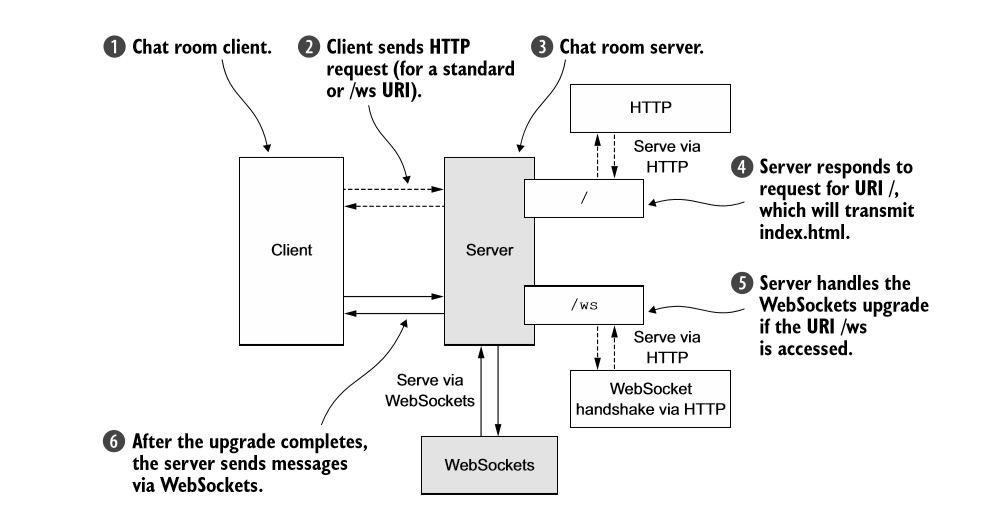 1 Chat room client.
2 Client sends HTTP
request (for a standard
or /ws URI).
3 Chat room server.
HTTP
Serve via
HTTP
/
4 Server responds to
request for URI /,
which will transmit
index.html.
Client
Server
/ws
5 Server handles the
WebSockets upgrade
if the URI /ws
is accessed.
Serve via
HTTP
WebSocket
handshake via HTTP
Serve via
WebSockets
6 After the upgrade completes,
the server sends messages
via WebSockets.
WebSockets